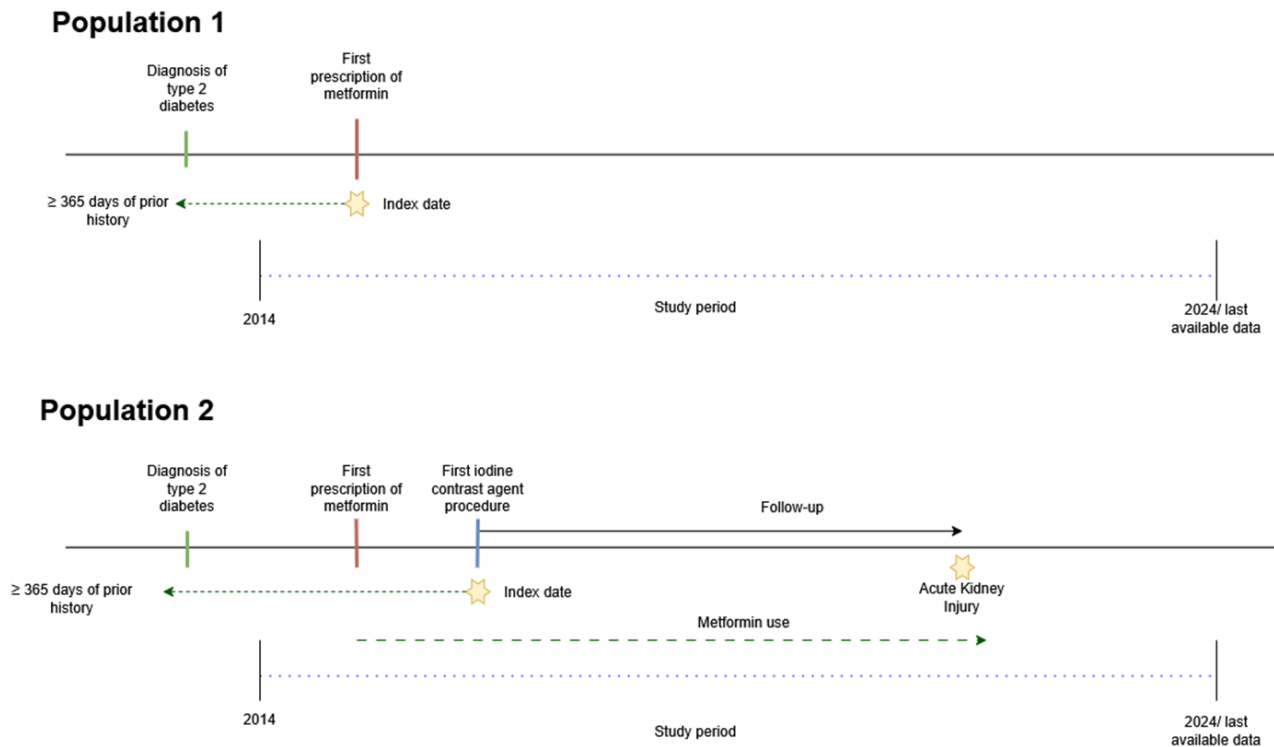 Population 1
Diagnosis of
type 2
diabetes
First
prescription of
metformin
≥ 365 days of prior
history
Index date
Study period
2014
2024/ last
available data
Population 2
Diagnosis of
type 2
diabetes
First
prescription of
metformin
First iodine
contrast agent
procedure
Follow-up
≥ 365 days of prior
history
Index date
Acute Kidney
Injury
Metformin use
2014
Study period
2024/ last
available data